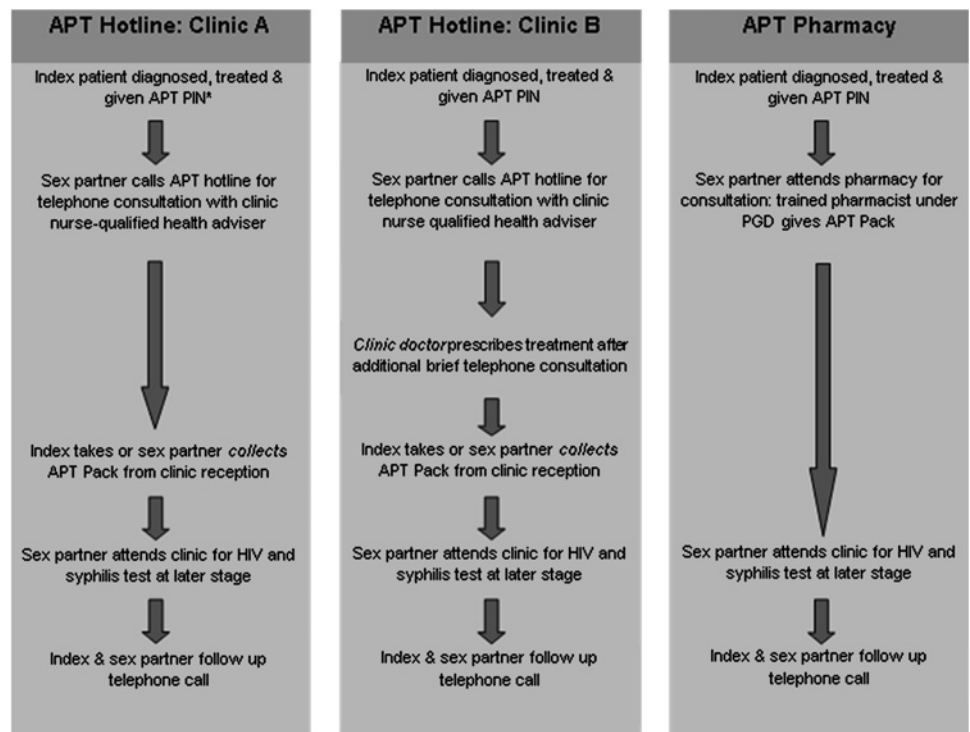 APT Hotline: Clinic A
Index patient diagnosed, treated &
given APT PIN*
Sex partner calls APT hotline for
telephone consultation with clinic
nurse-qualified health adviser
Index takes or sex partner collects
APT Pack from clinic reception
Sex partner attends clinic for HIV and
syphilis test at later stage
Index & sex partner follow up
telephone call
APT Hotline: Clinic B
Index patient diagnosed, treated &
given APT PIN
Sex partner calls APT hotline for
telephone consultation with clinic
nurse qualified health adviser
Clinic doctorprescribes treatment after
additional brief telephone consultation
Index takes or sex partner collects
APT Pack from clinic reception
Sex partner attends clinic for HIV and
syphilis test at later stage
Index & sex partner follow up
telephone call
APT Pharmacy
Index patient diagnosed, treated &
given APT PIN
Sex partner attends pharmacy for
consultation: trained pharmacist under
PGD gives APT Pack
Sex partner attends clinic for HIV and
syphilis test at later stage
Index & sex partner follow up
telephone call